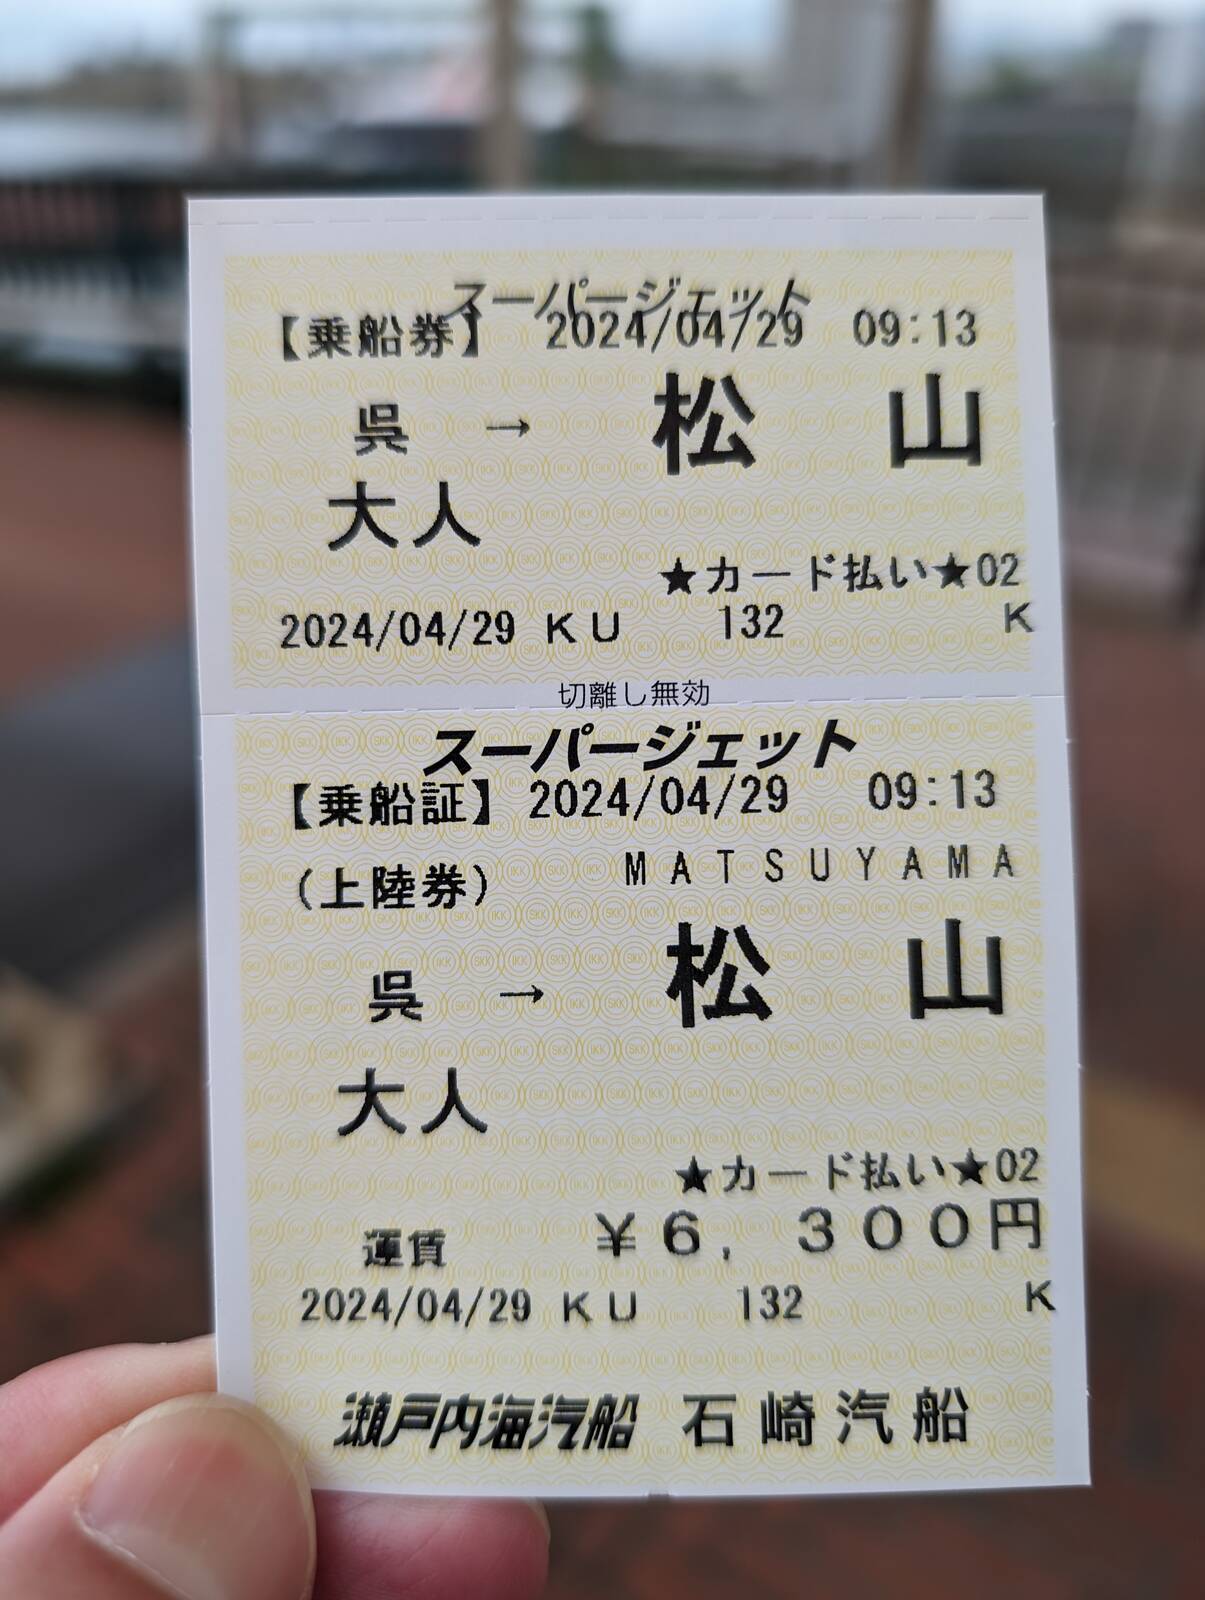 スーパージェット
【乗船券】 2024/04/29 09:13
呉 → 松 山
大人
★カード払い★02
2024/04/29 KU 132 K
切離し無効
スーパージェット
【乗船証】 2024/04/29 09:13
(上陸券) MATSUYAMA
呉 → 松 山
大人
★カード払い★02
運賃 ¥6,300円
2024/04/29 KU 132 K
瀬戸内海汽船 石崎汽船